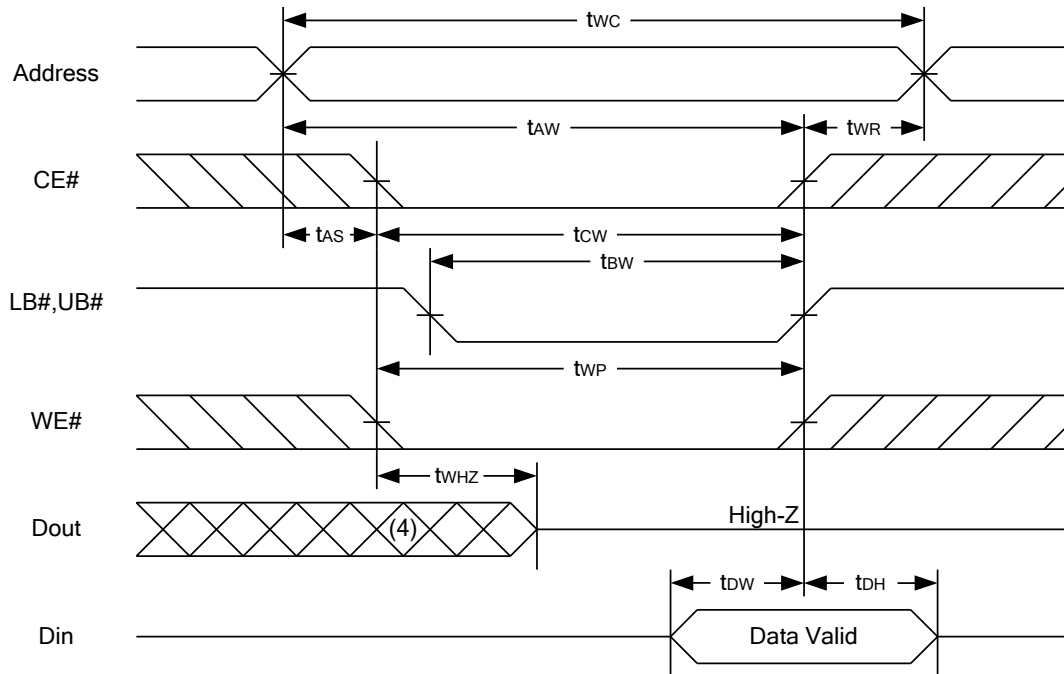 tWC
Address
tAW
tWR
CE#
tAS
tCW
tBW
LB#,UB#
tWP
WE#
tWHZ
Dout
(4)
High-Z
tDW
tDH
Din
Data Valid